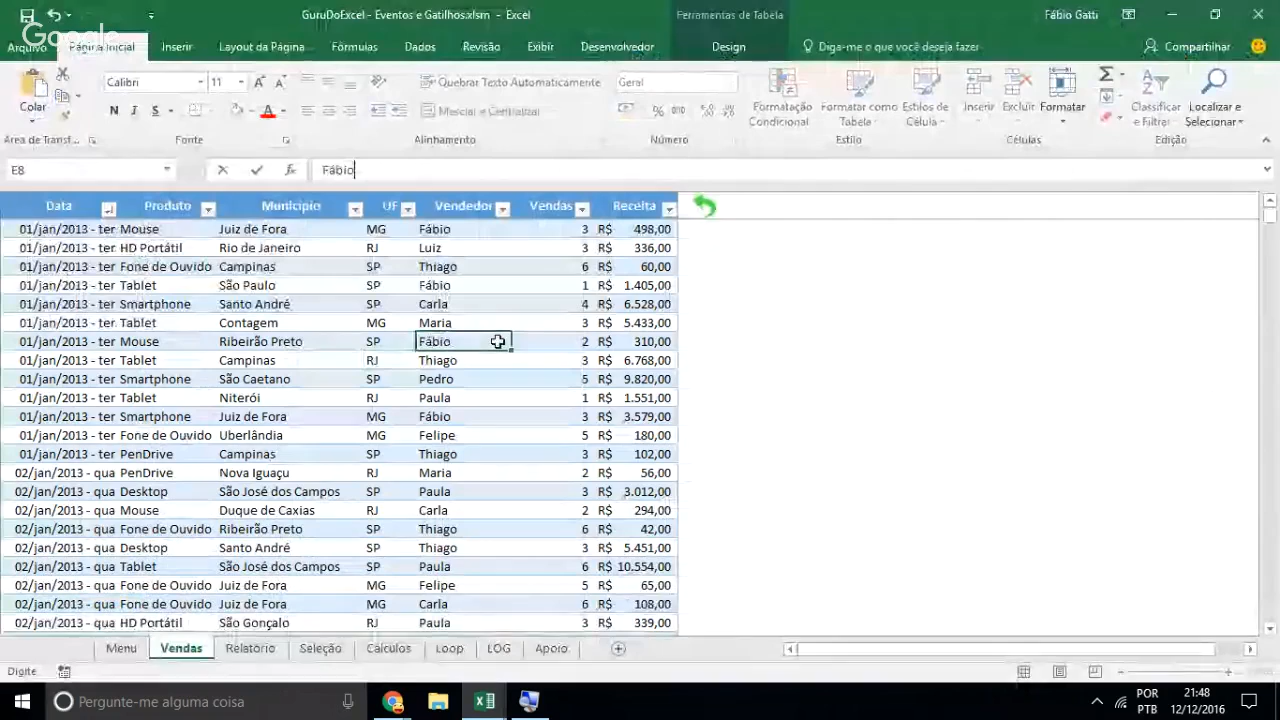 GuruDoExcel - Eventos e Gatilhos.xlsm - Excel
Ferramentas de Tabela
Fábio Gatti
Google
Arquivo Página Inicial Inserir Layout da Página Fórmulas Dados Revisão Exibir Desenvolvedor Design Diga-me o que você deseja fazer Compartilhar
Colar
Calibri 11
N I S
Quebrar Texto Automaticamente
Mesclar e Centralizar
Geral
% 000
Formatação Condicional
Formatar como Tabela
Estilos de Célula
Inserir Excluir Formatar
Classificar e Filtrar
Localizar e Selecionar
Área de Transf... Fonte Alinhamento Número Estilo Células Edição
E8 fx Fábio
Data Produto Município UF Vendedor Vendas Receita
01/jan/2013 - ter Mouse Juiz de Fora MG Fábio 3 R$ 498,00
01/jan/2013 - ter HD Portátil Rio de Janeiro RJ Luiz 3 R$ 336,00
01/jan/2013 - ter Fone de Ouvido Campinas SP Thiago 6 R$ 60,00
01/jan/2013 - ter Tablet São Paulo SP Fábio 1 R$ 1.405,00
01/jan/2013 - ter Smartphone Santo André SP Carla 4 R$ 6.528,00
01/jan/2013 - ter Tablet Contagem MG Maria 3 R$ 5.433,00
01/jan/2013 - ter Mouse Ribeirão Preto SP Fábio 2 R$ 310,00
01/jan/2013 - ter Tablet Campinas RJ Thiago 3 R$ 6.768,00
01/jan/2013 - ter Smartphone São Caetano SP Pedro 5 R$ 9.820,00
01/jan/2013 - ter Tablet Niterói RJ Paula 1 R$ 1.551,00
01/jan/2013 - ter Smartphone Juiz de Fora MG Fábio 3 R$ 3.579,00
01/jan/2013 - ter Fone de Ouvido Uberlândia MG Felipe 5 R$ 180,00
01/jan/2013 - ter PenDrive Campinas SP Thiago 3 R$ 102,00
02/jan/2013 - qua PenDrive Nova Iguaçu RJ Maria 2 R$ 56,00
02/jan/2013 - qua Desktop São José dos Campos SP Paula 3 R$ 3.012,00
02/jan/2013 - qua Mouse Duque de Caxias RJ Carla 2 R$ 294,00
02/jan/2013 - qua Fone de Ouvido Ribeirão Preto SP Thiago 6 R$ 42,00
02/jan/2013 - qua Desktop Santo André SP Thiago 3 R$ 5.451,00
02/jan/2013 - qua Tablet São José dos Campos SP Paula 6 R$ 10.554,00
02/jan/2013 - qua Fone de Ouvido Juiz de Fora MG Felipe 5 R$ 65,00
02/jan/2013 - qua Fone de Ouvido Juiz de Fora MG Carla 6 R$ 108,00
02/jan/2013 - qua HD Portátil São Gonçalo RJ Paula 3 R$ 339,00
Menu Vendas Relatório Seleção Cálculos Loop LOG Apoio
Digite
Pergunte-me alguma coisa
POR 21:48
PTB 12/12/2016